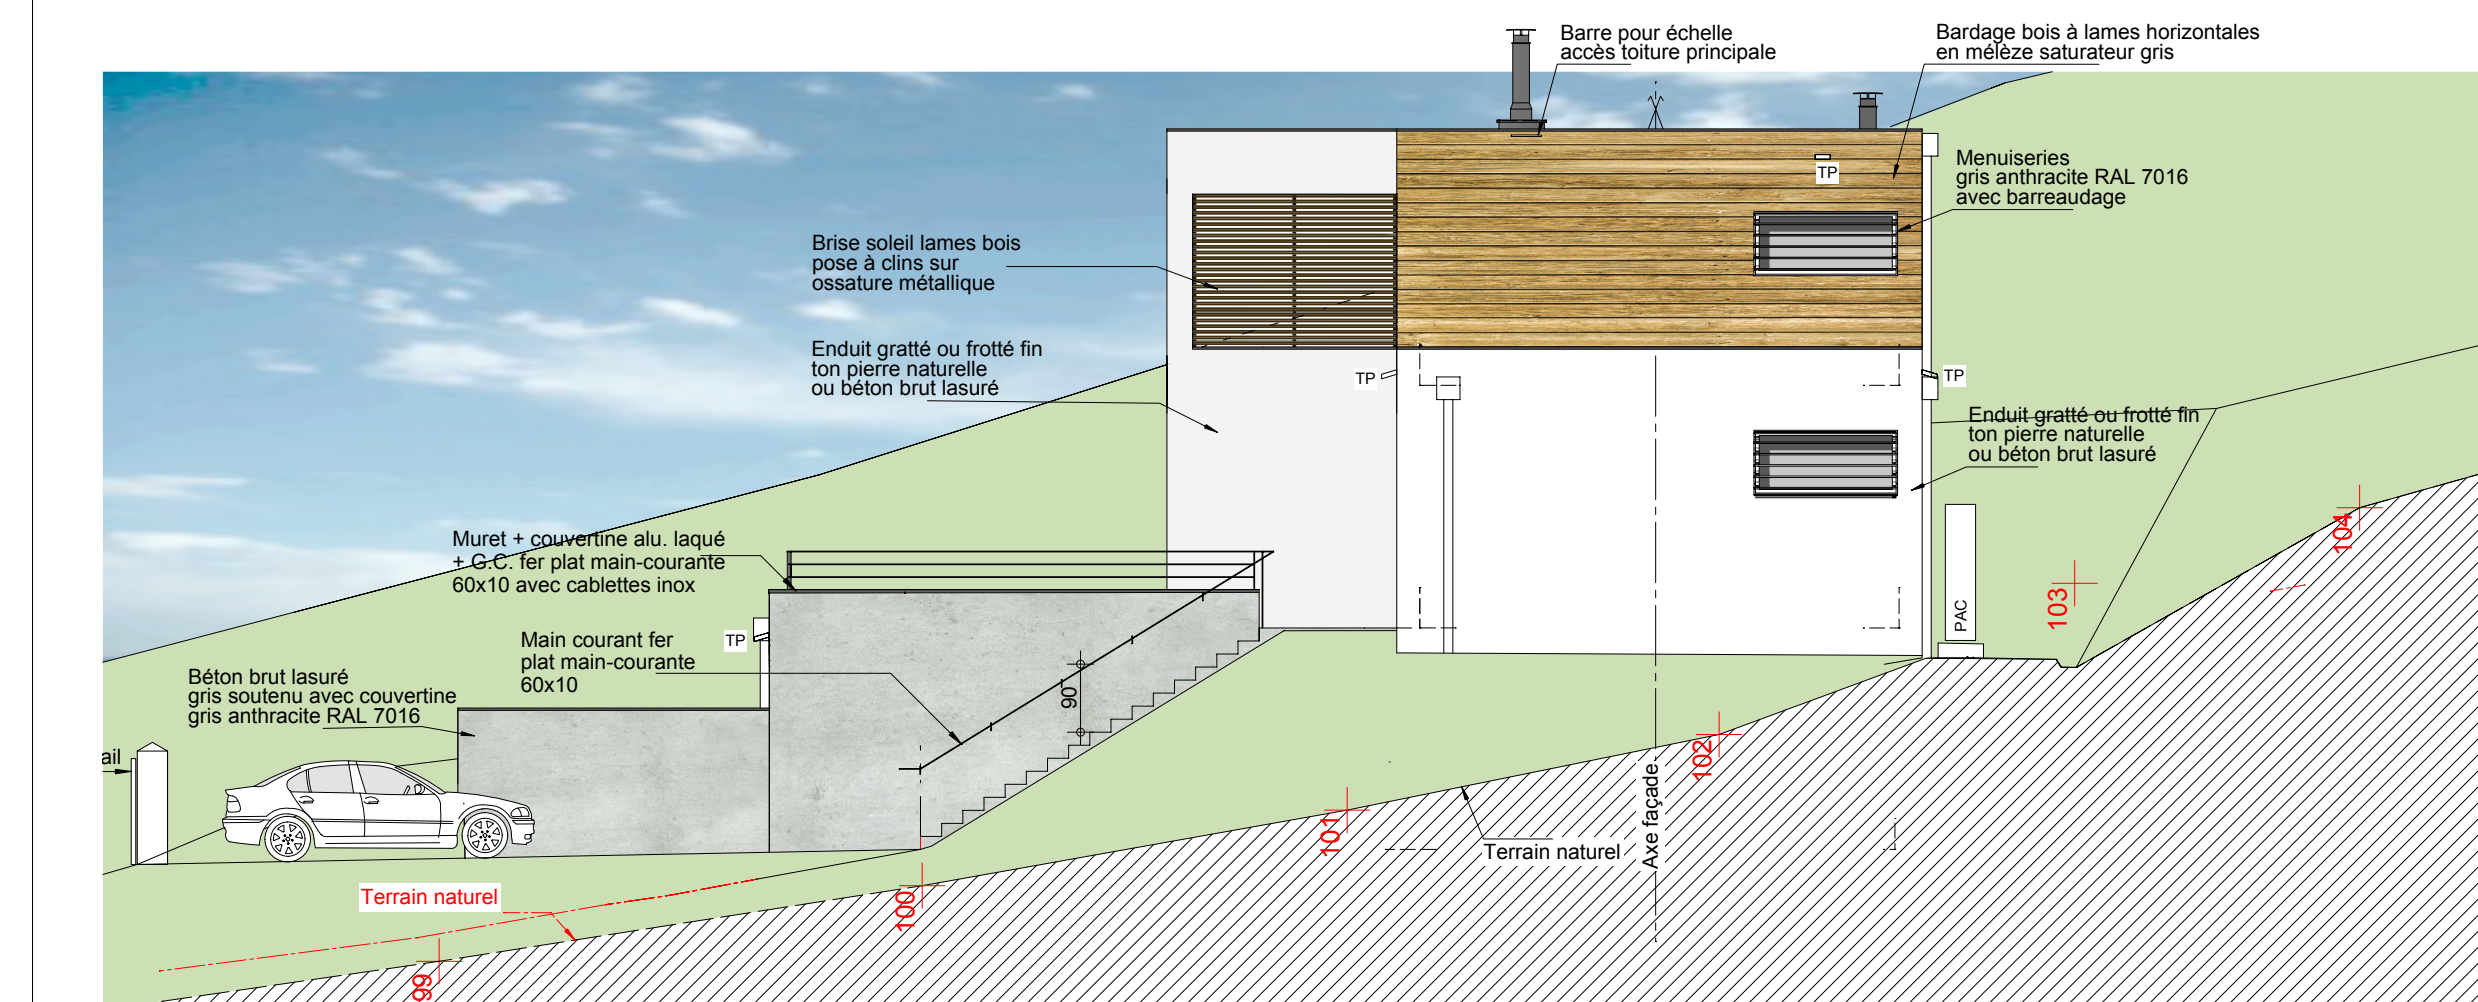 Barre pour échelle
accès toiture principale
Bardage bois à lames horizontales
en mélèze saturateur gris
Menuiseries
gris anthracite RAL 7016
avec barreaudage
TP
Brise soleil lames bois
pose à clins sur
ossature métallique
Enduit gratté ou frotté fin
ton pierre naturelle
ou béton brut lasuré
TP
TP
Enduit gratté ou frotté fin
ton pierre naturelle
ou béton brut lasuré
Muret + couvertine alu. laqué
+ G.C. fer plat main-courante
60x10 avec cablettes inox
TP
Main courant fer
plat main-courante
60x10
Béton brut lasuré
gris soutenu avec couvertine
gris anthracite RAL 7016
ail
90
PAC
104
103
102
101
100
99
Axe façade
Terrain naturel
Terrain naturel